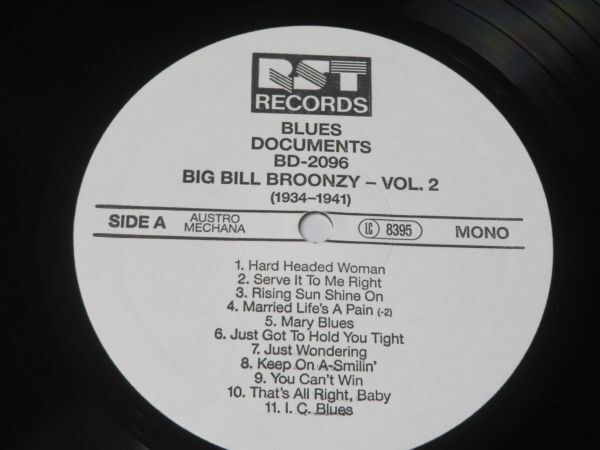 RST
RECORDS
BLUES
DOCUMENTS
BD-2096
BIG BILL BROONZY – VOL. 2
(1934–1941)
SIDE A AUSTRO MECHANA LC 8395 MONO
1. Hard Headed Woman
2. Serve It To Me Right
3. Rising Sun Shine On
4. Married Life's A Pain (-2)
5. Mary Blues
6. Just Got To Hold You Tight
7. Just Wondering
8. Keep On A-Smilin'
9. You Can't Win
10. That's All Right, Baby
11. I. C. Blues